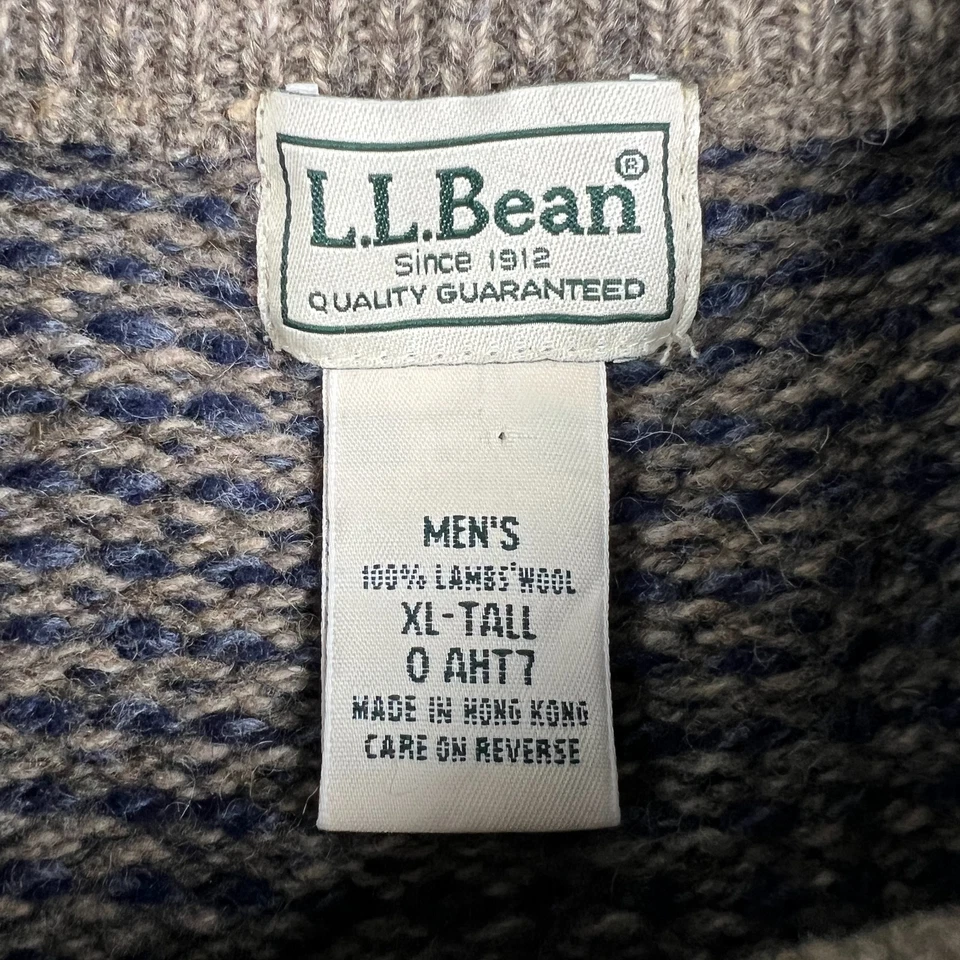 L.L.Bean®
Since 1912
QUALITY GUARANTEED
MEN'S
100% LAMBS' WOOL
XL-TALL
0 AHT7
MADE IN HONG KONG
CARE ON REVERSE